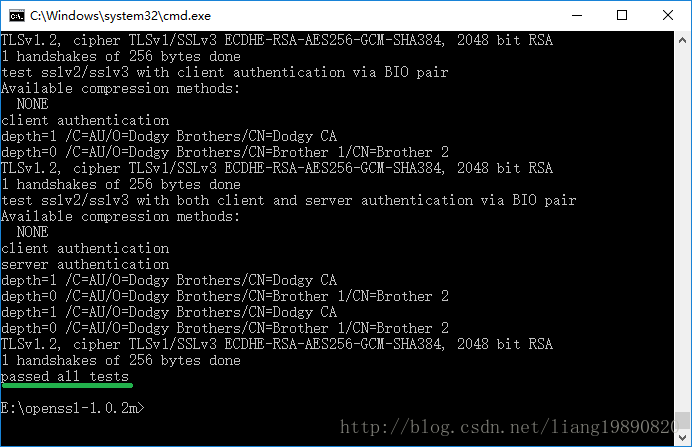 C:\Windows\system32\cmd.exe
TLSv1.2, cipher TLSv1/SSLv3 ECDHE-RSA-AES256-GCM-SHA384, 2048 bit RSA
1 handshakes of 256 bytes done
test sslv2/sslv3 with client authentication via BIO pair
Available compression methods:
  NONE
client authentication
depth=1 /C=AU/O=Dodgy Brothers/CN=Dodgy CA
depth=0 /C=AU/O=Dodgy Brothers/CN=Brother 1/CN=Brother 2
TLSv1.2, cipher TLSv1/SSLv3 ECDHE-RSA-AES256-GCM-SHA384, 2048 bit RSA
1 handshakes of 256 bytes done
test sslv2/sslv3 with both client and server authentication via BIO pair
Available compression methods:
  NONE
client authentication
server authentication
depth=1 /C=AU/O=Dodgy Brothers/CN=Dodgy CA
depth=0 /C=AU/O=Dodgy Brothers/CN=Brother 1/CN=Brother 2
depth=1 /C=AU/O=Dodgy Brothers/CN=Dodgy CA
depth=0 /C=AU/O=Dodgy Brothers/CN=Brother 1/CN=Brother 2
TLSv1.2, cipher TLSv1/SSLv3 ECDHE-RSA-AES256-GCM-SHA384, 2048 bit RSA
1 handshakes of 256 bytes done
passed all tests
E:\openssl-1.0.2m>
http://blog.csdn.net/liang19890820